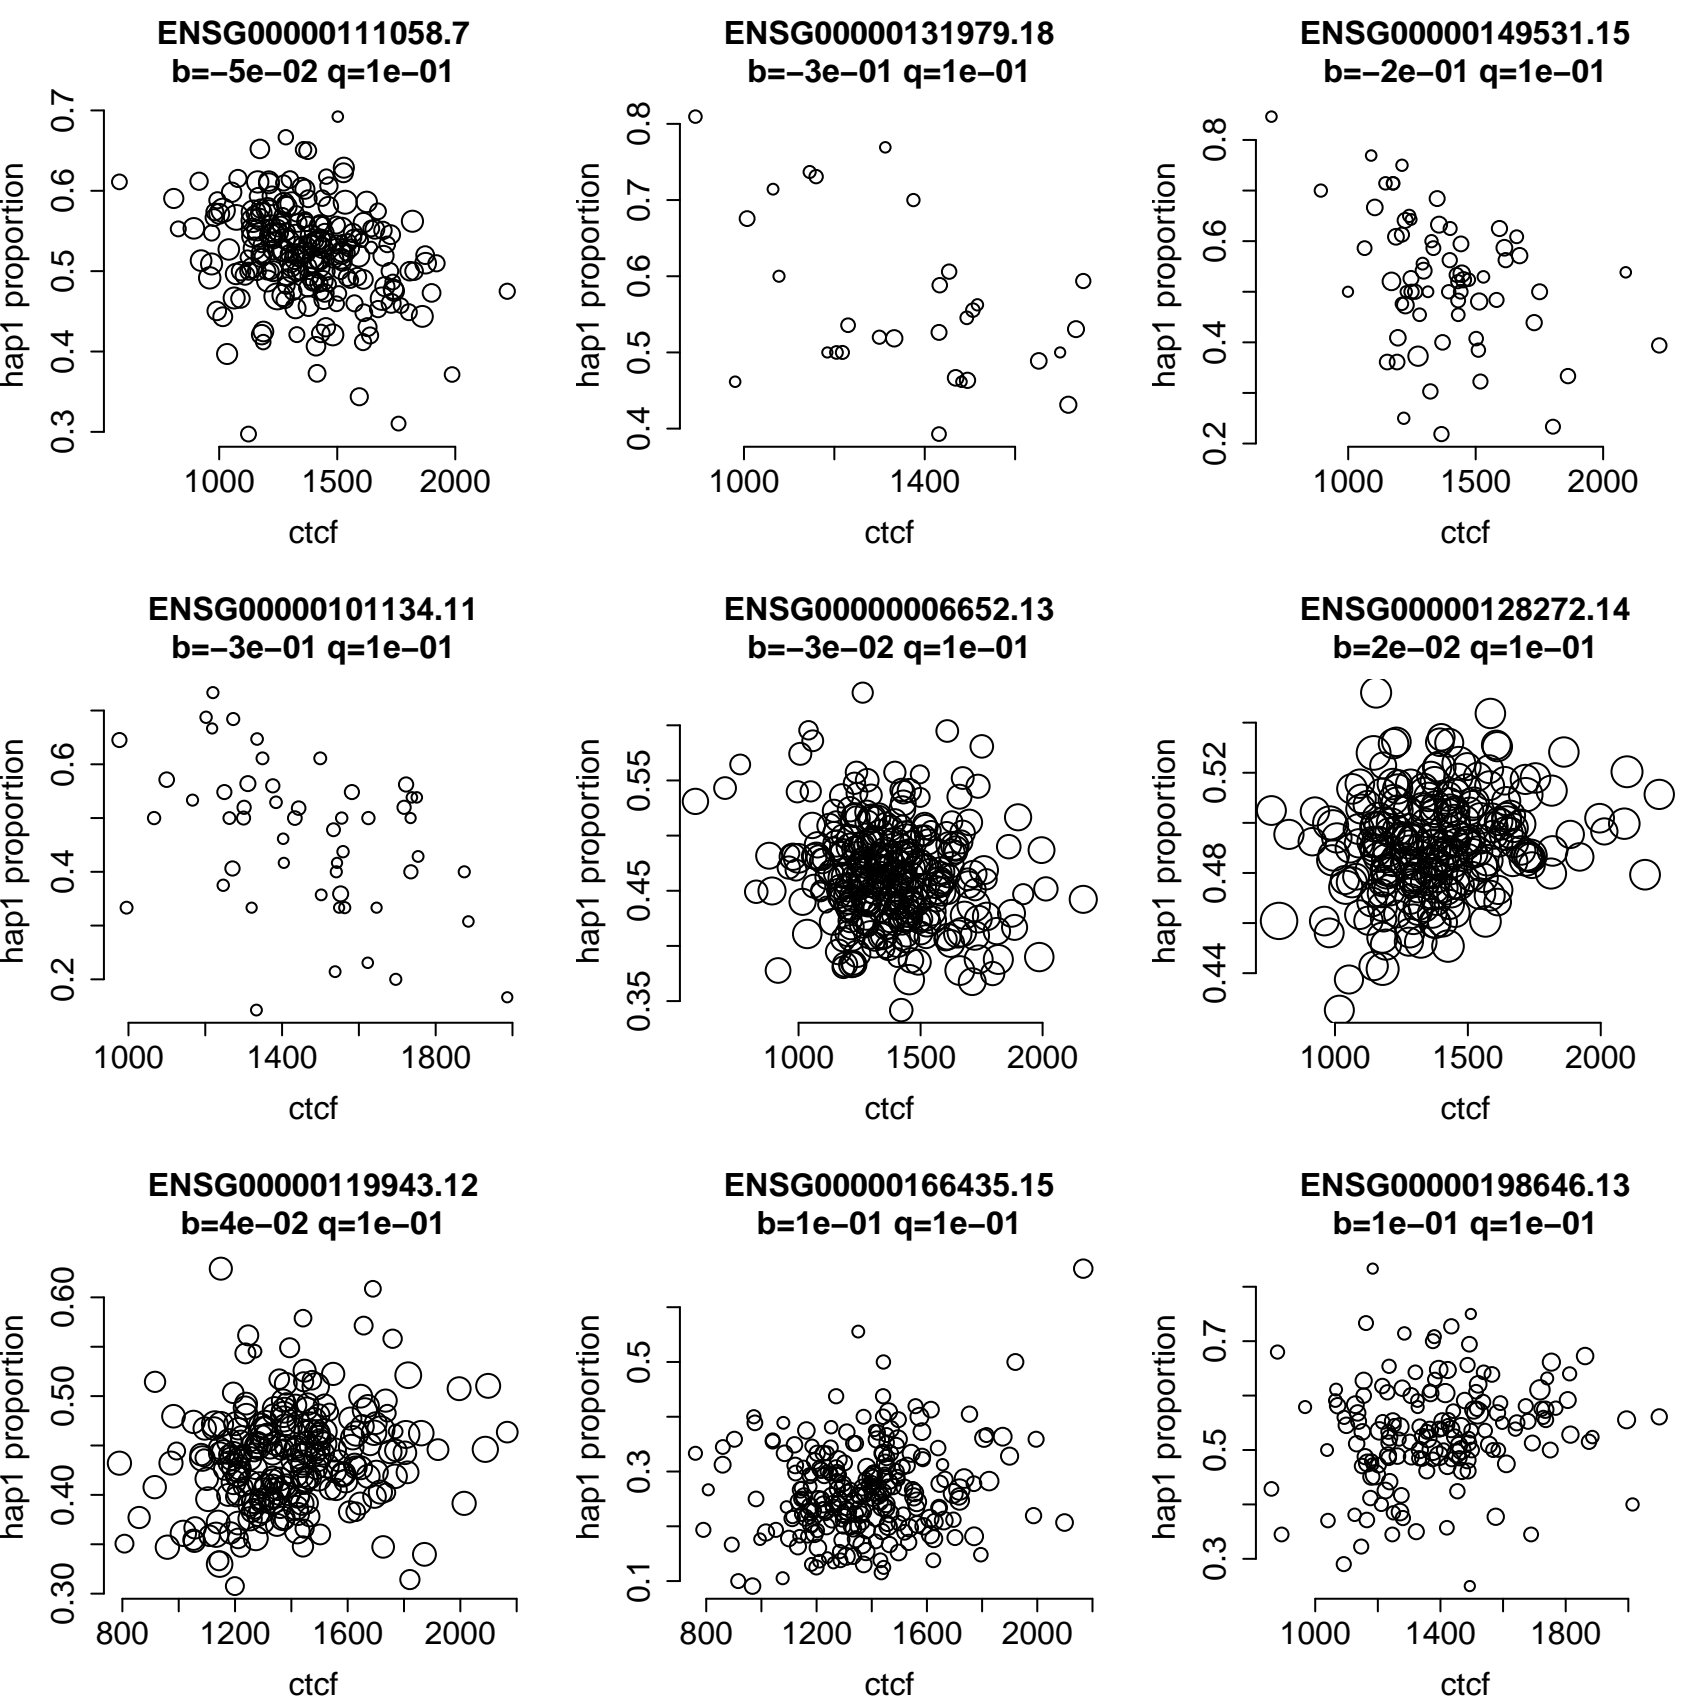 ENSG00000111058.7
b=−5e−02 q=1e−01
hap1 proportion
0.3 0.4 0.5 0.6 0.7
1000 1500 2000
ctcf
ENSG00000131979.18
b=−3e−01 q=1e−01
hap1 proportion
0.4 0.5 0.6 0.7 0.8
1000 1400
ctcf
ENSG00000149531.15
b=−2e−01 q=1e−01
hap1 proportion
0.2 0.4 0.6 0.8
1000 1500 2000
ctcf
ENSG00000101134.11
b=−3e−01 q=1e−01
hap1 proportion
0.2 0.4 0.6
1000 1400 1800
ctcf
ENSG00000006652.13
b=−3e−02 q=1e−01
hap1 proportion
0.35 0.45 0.55
1000 1500 2000
ctcf
ENSG00000128272.14
b=2e−02 q=1e−01
hap1 proportion
0.44 0.48 0.52
1000 1500 2000
ctcf
ENSG00000119943.12
b=4e−02 q=1e−01
hap1 proportion
0.30 0.40 0.50 0.60
800 1200 1600 2000
ctcf
ENSG00000166435.15
b=1e−01 q=1e−01
hap1 proportion
0.1 0.3 0.5
800 1200 1600 2000
ctcf
ENSG00000198646.13
b=1e−01 q=1e−01
hap1 proportion
0.3 0.5 0.7
1000 1400 1800
ctcf